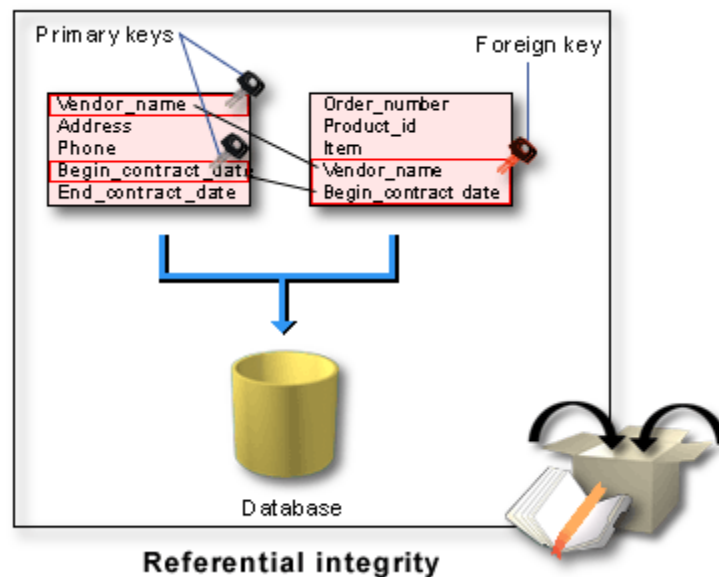 Primary keys
Foreign key
Vendor_name
Address
Phone
Begin_contract_date
End_contract_date
Order_number
Product_id
Item
Vendor_name
Begin_contract date
Database
Referential integrity